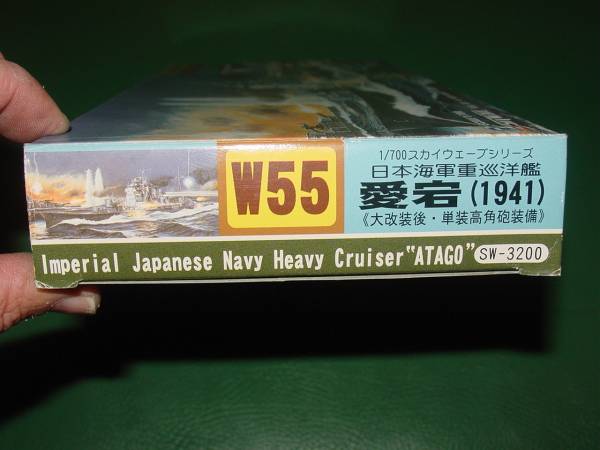 W55
1/700スカイウェーブシリーズ
日本海軍重巡洋艦
愛宕(1941)
《大改装後・単装高角砲装備》
Imperial Japanese Navy Heavy Cruiser "ATAGO" SW-3200